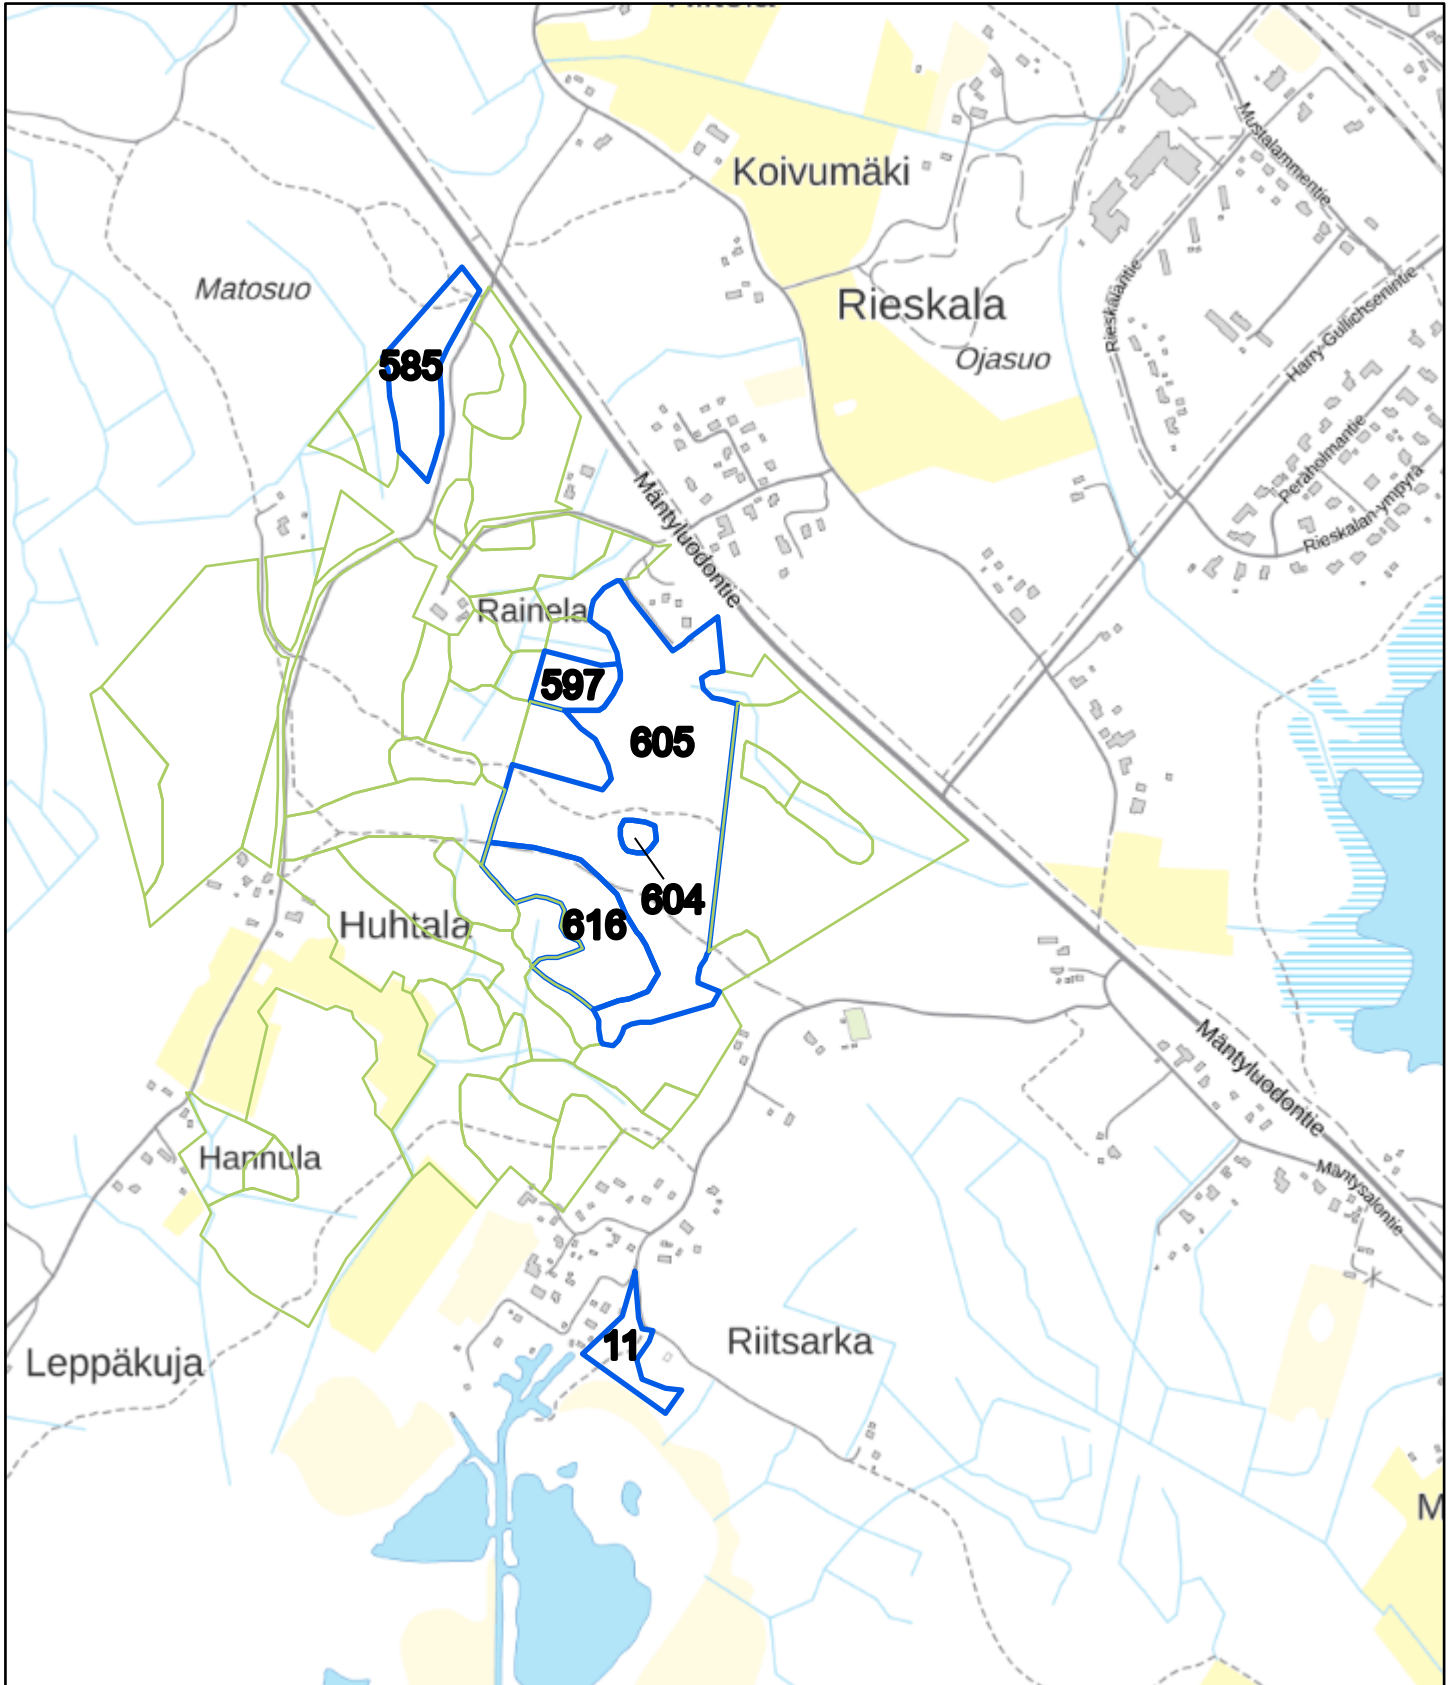 Koivumäki
Mustalammentie
Matosuo
Rieskala
Rieskalantie
Harry Gullichsenintie
Ojasuo
585
Peräholmantie
Mäntyluodontie
Rieskalan ympyrä
Rainela
597
605
604
616
Huhtala
Mäntyluodontie
Hannula
Mäntysalontie
11
Riitsarka
Leppäkuja
M